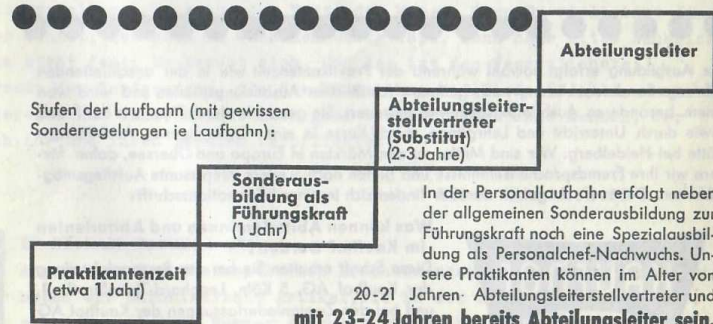 Abteilungsleiter
Stufen der Laufbahn (mit gewissen
Sonderregelungen je Laufbahn):
Abteilungsleiter-
stellvertreter
(Substitut)
(2-3 Jahre)
Sonderaus-
bildung als
Führungskraft
(1 Jahr)
Praktikantenzeit
(etwa 1 Jahr)
In der Personallaufbahn erfolgt neben
der allgemeinen Sonderausbildung zur
Führungskraft noch eine Spezialausbil-
dung als Personalchef-Nachwuchs. Un-
sere Praktikanten können im Alter von
20-21 Jahren Abteilungsleiterstellvertreter und
mit 23-24 Jahren bereits Abteilungsleiter sein.